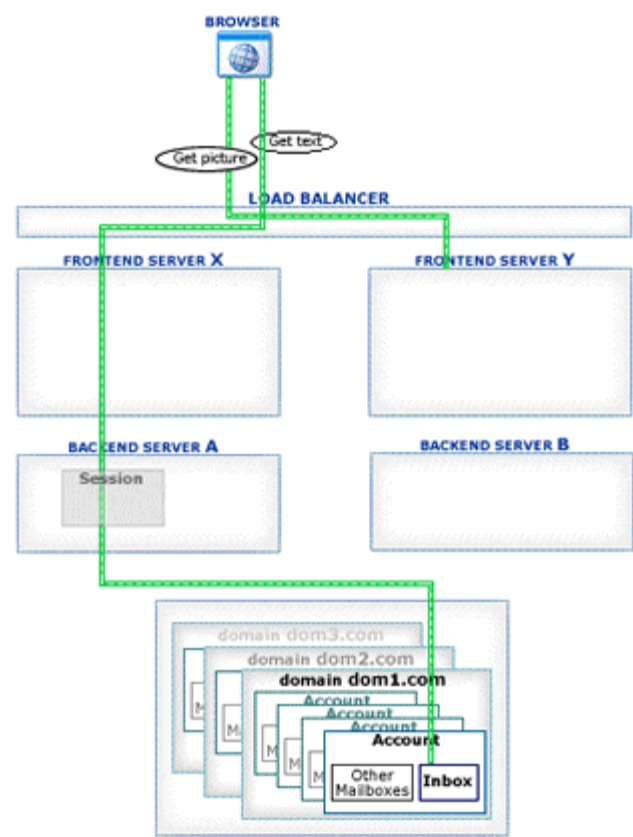 BROWSER
Get text
Get picture
LOAD BALANCER
FRONTEND SERVER X
FRONTEND SERVER Y
BACKEND SERVER A
BACKEND SERVER B
Session
domain dom3.com
domain dom2.com
domain dom1.com
Account
Account
Account
Account
M
M
M
M
M
Other
Mailboxes
Inbox